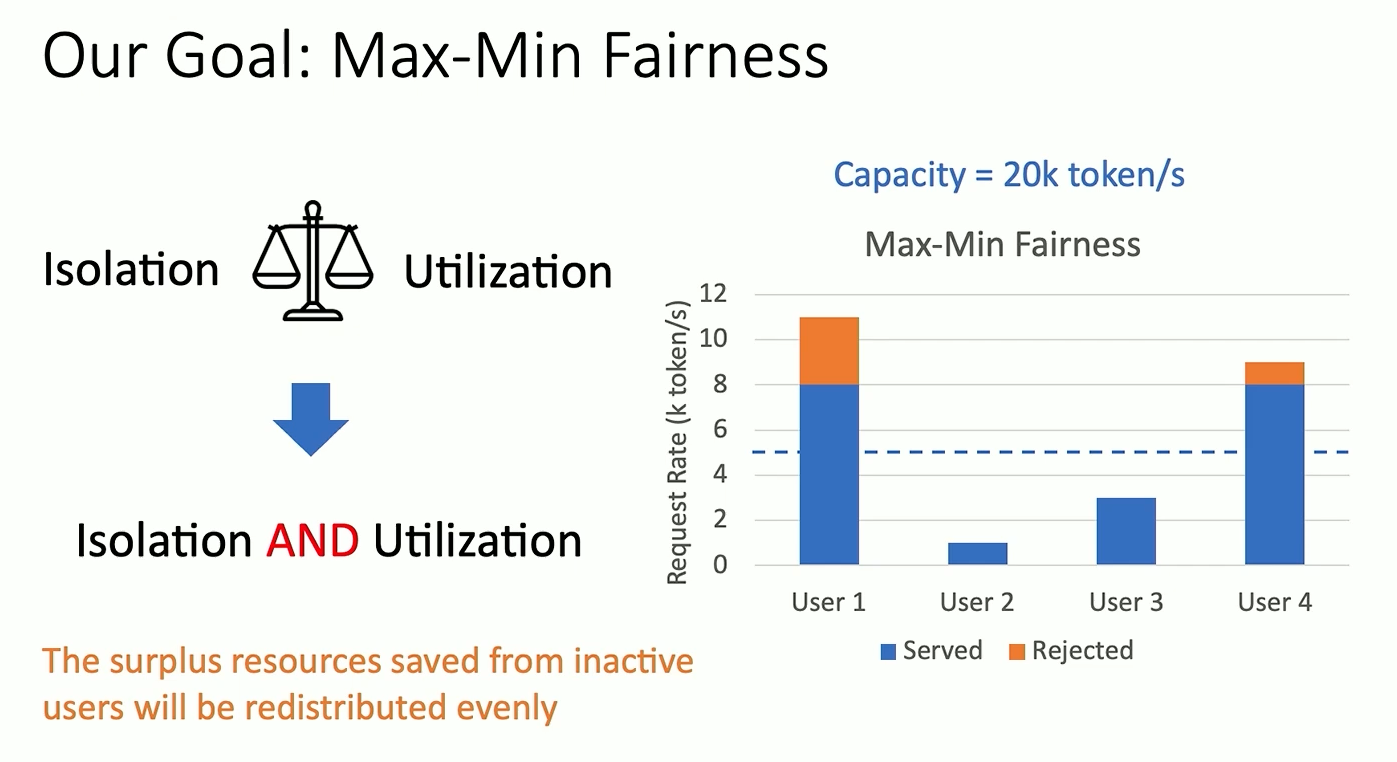 Our Goal: Max-Min Fairness
Isolation
Utilization
Isolation AND Utilization
The surplus resources saved from inactive
users will be redistributed evenly
Capacity = 20k token/s
Max-Min Fairness
Request Rate (k token/s)
12
10
8
6
4
2
0
User 1
User 2
User 3
User 4
Served
Rejected